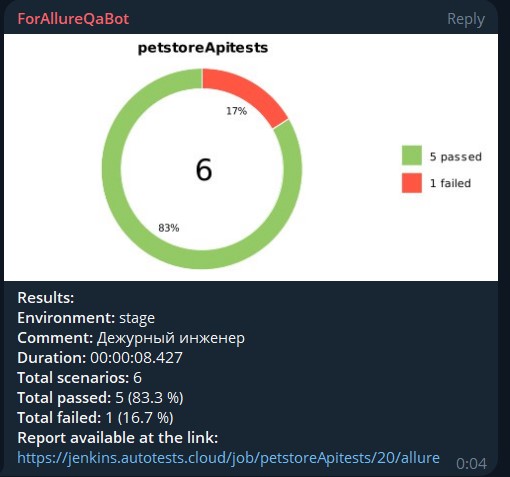 ForAllureQaBot Reply
petstoreApitests
17%
6
5 passed
1 failed
83%
Results:
Environment: stage
Comment: Дежурный инженер
Duration: 00:00:08.427
Total scenarios: 6
Total passed: 5 (83.3 %)
Total failed: 1 (16.7 %)
Report available at the link:
https://jenkins.autotests.cloud/job/petstoreApitests/20/allure 0:04